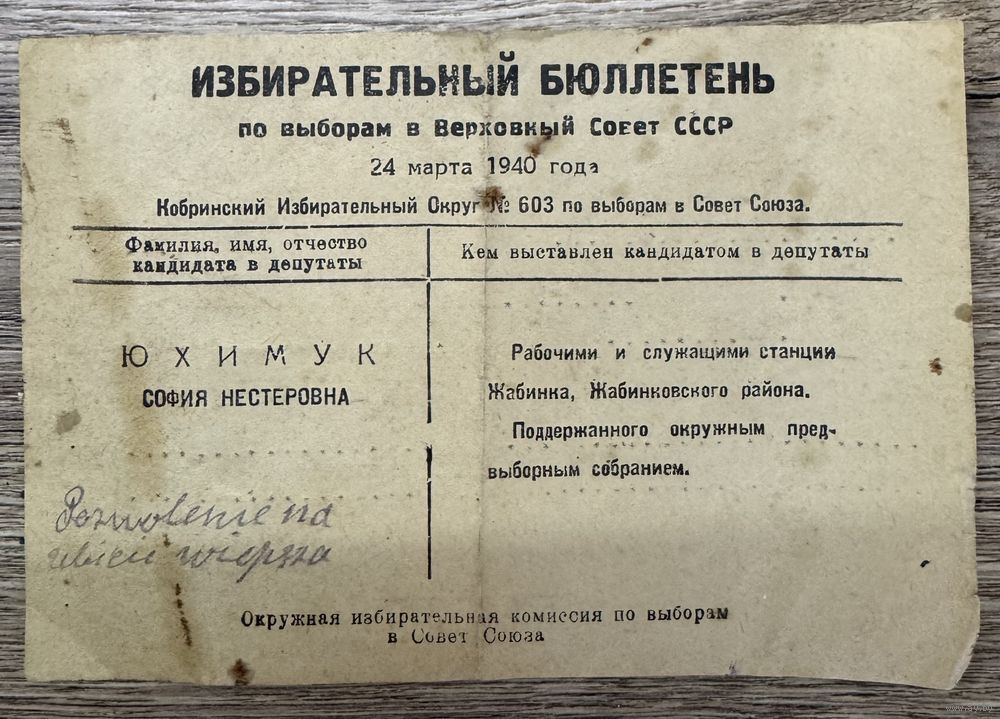 ИЗБИРАТЕЛЬНЫЙ БЮЛЛЕТЕНЬ
по выборам в Верховный Совет СССР
24 марта 1940 года
Кобринский Избирательный Округ № 603 по выборам в Совет Союза.
Фамилия, имя, отчество
кандидата в депутаты
Кем выставлен кандидатом в депутаты
ЮХИМУК
СОФИЯ НЕСТЕРОВНА
Рабочими и служащими станции
Жабинка, Жабинковского района.
Поддержанного окружным пред-
выборным собранием.
Pozwolenie na
Окружная избирательная комиссия по выборам
в Совет Союза